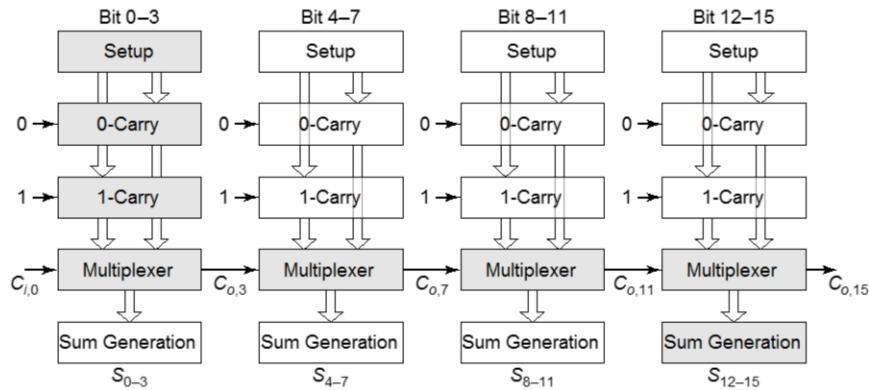 Bit 0–3 Bit 4–7 Bit 8–11 Bit 12–15
Setup Setup Setup Setup
0 0-Carry 0 0-Carry 0 0-Carry 0 0-Carry
1 1-Carry 1 1-Carry 1 1-Carry 1 1-Carry
Multiplexer Multiplexer Multiplexer Multiplexer
Ci,0 Co,3 Co,7 Co,11 Co,15
Sum Generation Sum Generation Sum Generation Sum Generation
S0–3 S4–7 S8–11 S12–15